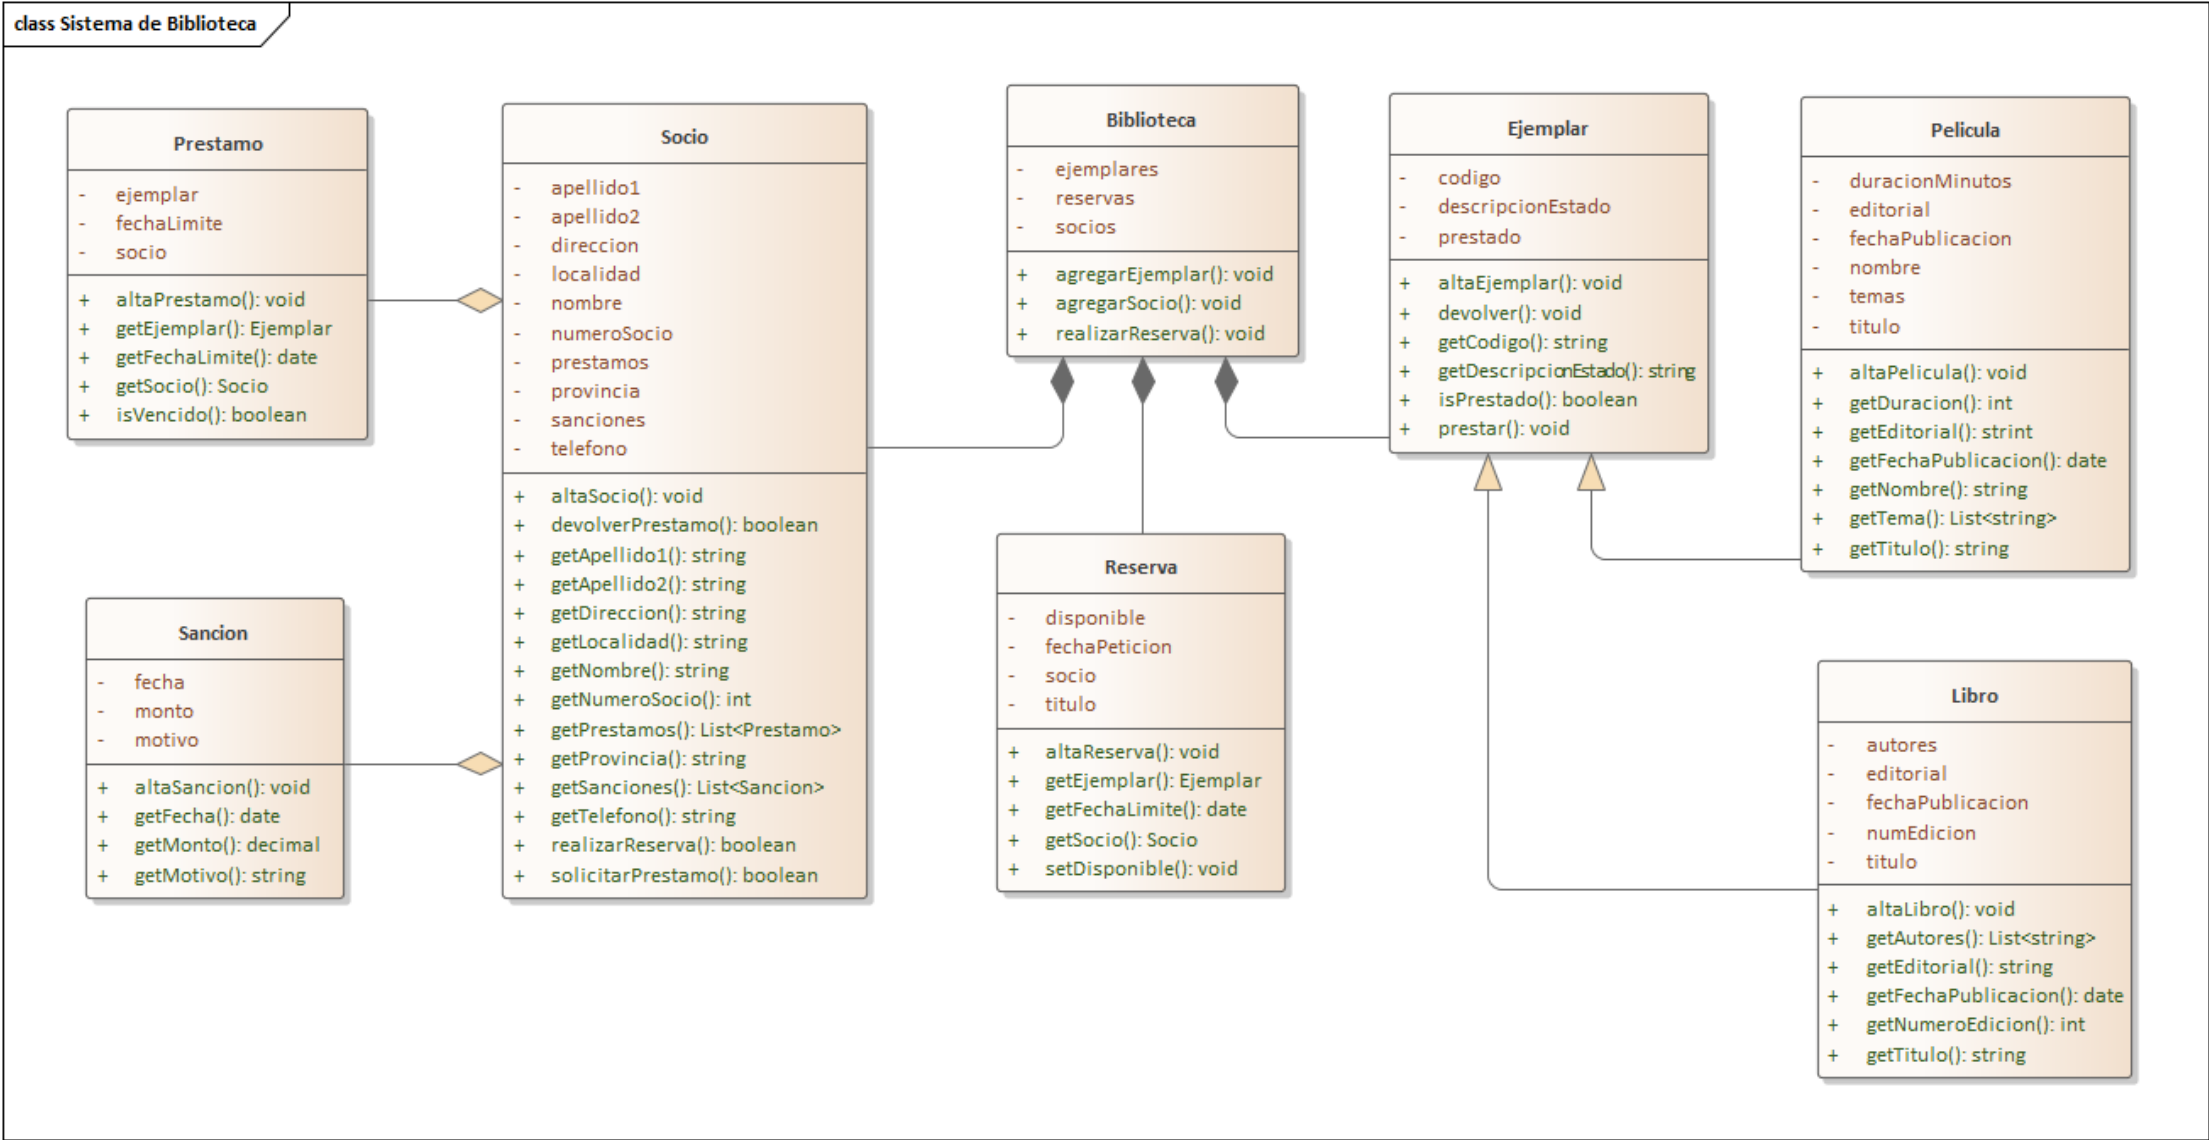 class Sistema de Biblioteca
Prestamo
- ejemplar
- fechaLimite
- socio
+ altaPrestamo(): void
+ getEjemplar(): Ejemplar
+ getFechaLimite(): date
+ getSocio(): Socio
+ isVencido(): boolean
Sancion
- fecha
- monto
- motivo
+ altaSancion(): void
+ getFecha(): date
+ getMonto(): decimal
+ getMotivo(): string
Socio
- apellido1
- apellido2
- direccion
- localidad
- nombre
- numeroSocio
- prestamos
- provincia
- sanciones
- telefono
+ altaSocio(): void
+ devolverPrestamo(): boolean
+ getApellido1(): string
+ getApellido2(): string
+ getDireccion(): string
+ getLocalidad(): string
+ getNombre(): string
+ getNumeroSocio(): int
+ getPrestamos(): List<Prestamo>
+ getProvincia(): string
+ getSanciones(): List<Sancion>
+ getTelefono(): string
+ realizarReserva(): boolean
+ solicitarPrestamo(): boolean
Biblioteca
- ejemplares
- reservas
- socios
+ agregarEjemplar(): void
+ agregarSocio(): void
+ realizarReserva(): void
Reserva
- disponible
- fechaPeticion
- socio
- titulo
+ altaReserva(): void
+ getEjemplar(): Ejemplar
+ getFechaLimite(): date
+ getSocio(): Socio
+ setDisponible(): void
Ejemplar
- codigo
- descripcionEstado
- prestado
+ altaEjemplar(): void
+ devolver(): void
+ getCodigo(): string
+ getDescripcionEstado(): string
+ isPrestado(): boolean
+ prestar(): void
Pelicula
- duracionMinutos
- editorial
- fechaPublicacion
- nombre
- temas
- titulo
+ altaPelicula(): void
+ getDuracion(): int
+ getEditorial(): strint
+ getFechaPublicacion(): date
+ getNombre(): string
+ getTema(): List<string>
+ getTitulo(): string
Libro
- autores
- editorial
- fechaPublicacion
- numEdicion
- titulo
+ altaLibro(): void
+ getAutores(): List<string>
+ getEditorial(): string
+ getFechaPublicacion(): date
+ getNumeroEdicion(): int
+ getTitulo(): string